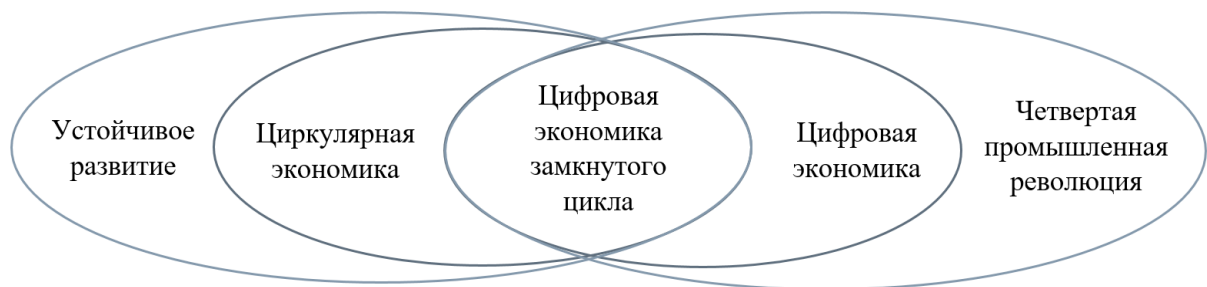 Устойчивое
развитие
Циркулярная
экономика
Цифровая
экономика
замкнутого
цикла
Цифровая
экономика
Четвертая
промышленная
революция